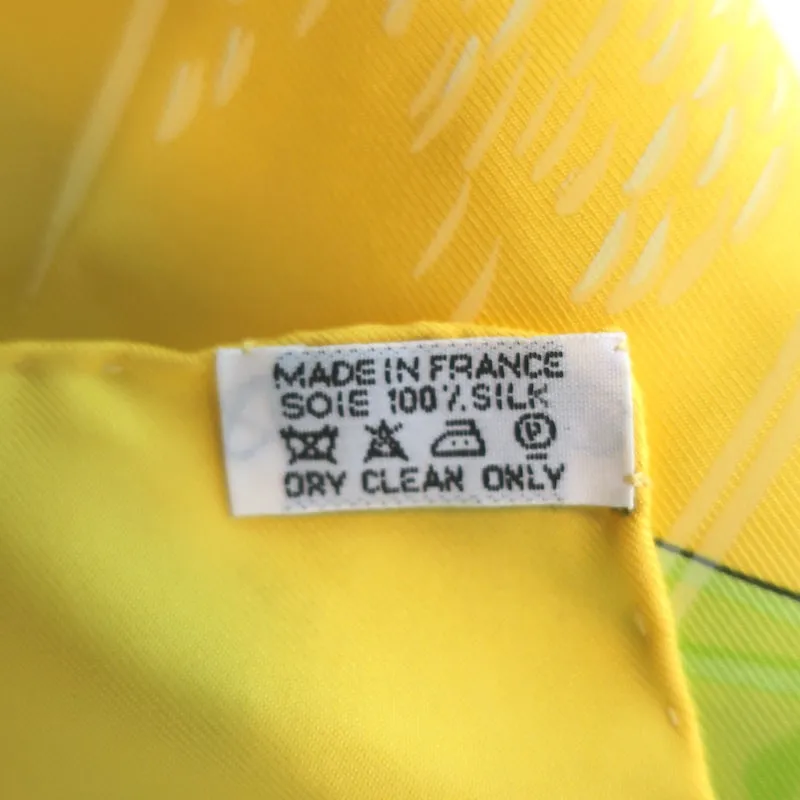 MADE IN FRANCE
SOIE 100% SILK
P
DRY CLEAN ONLY